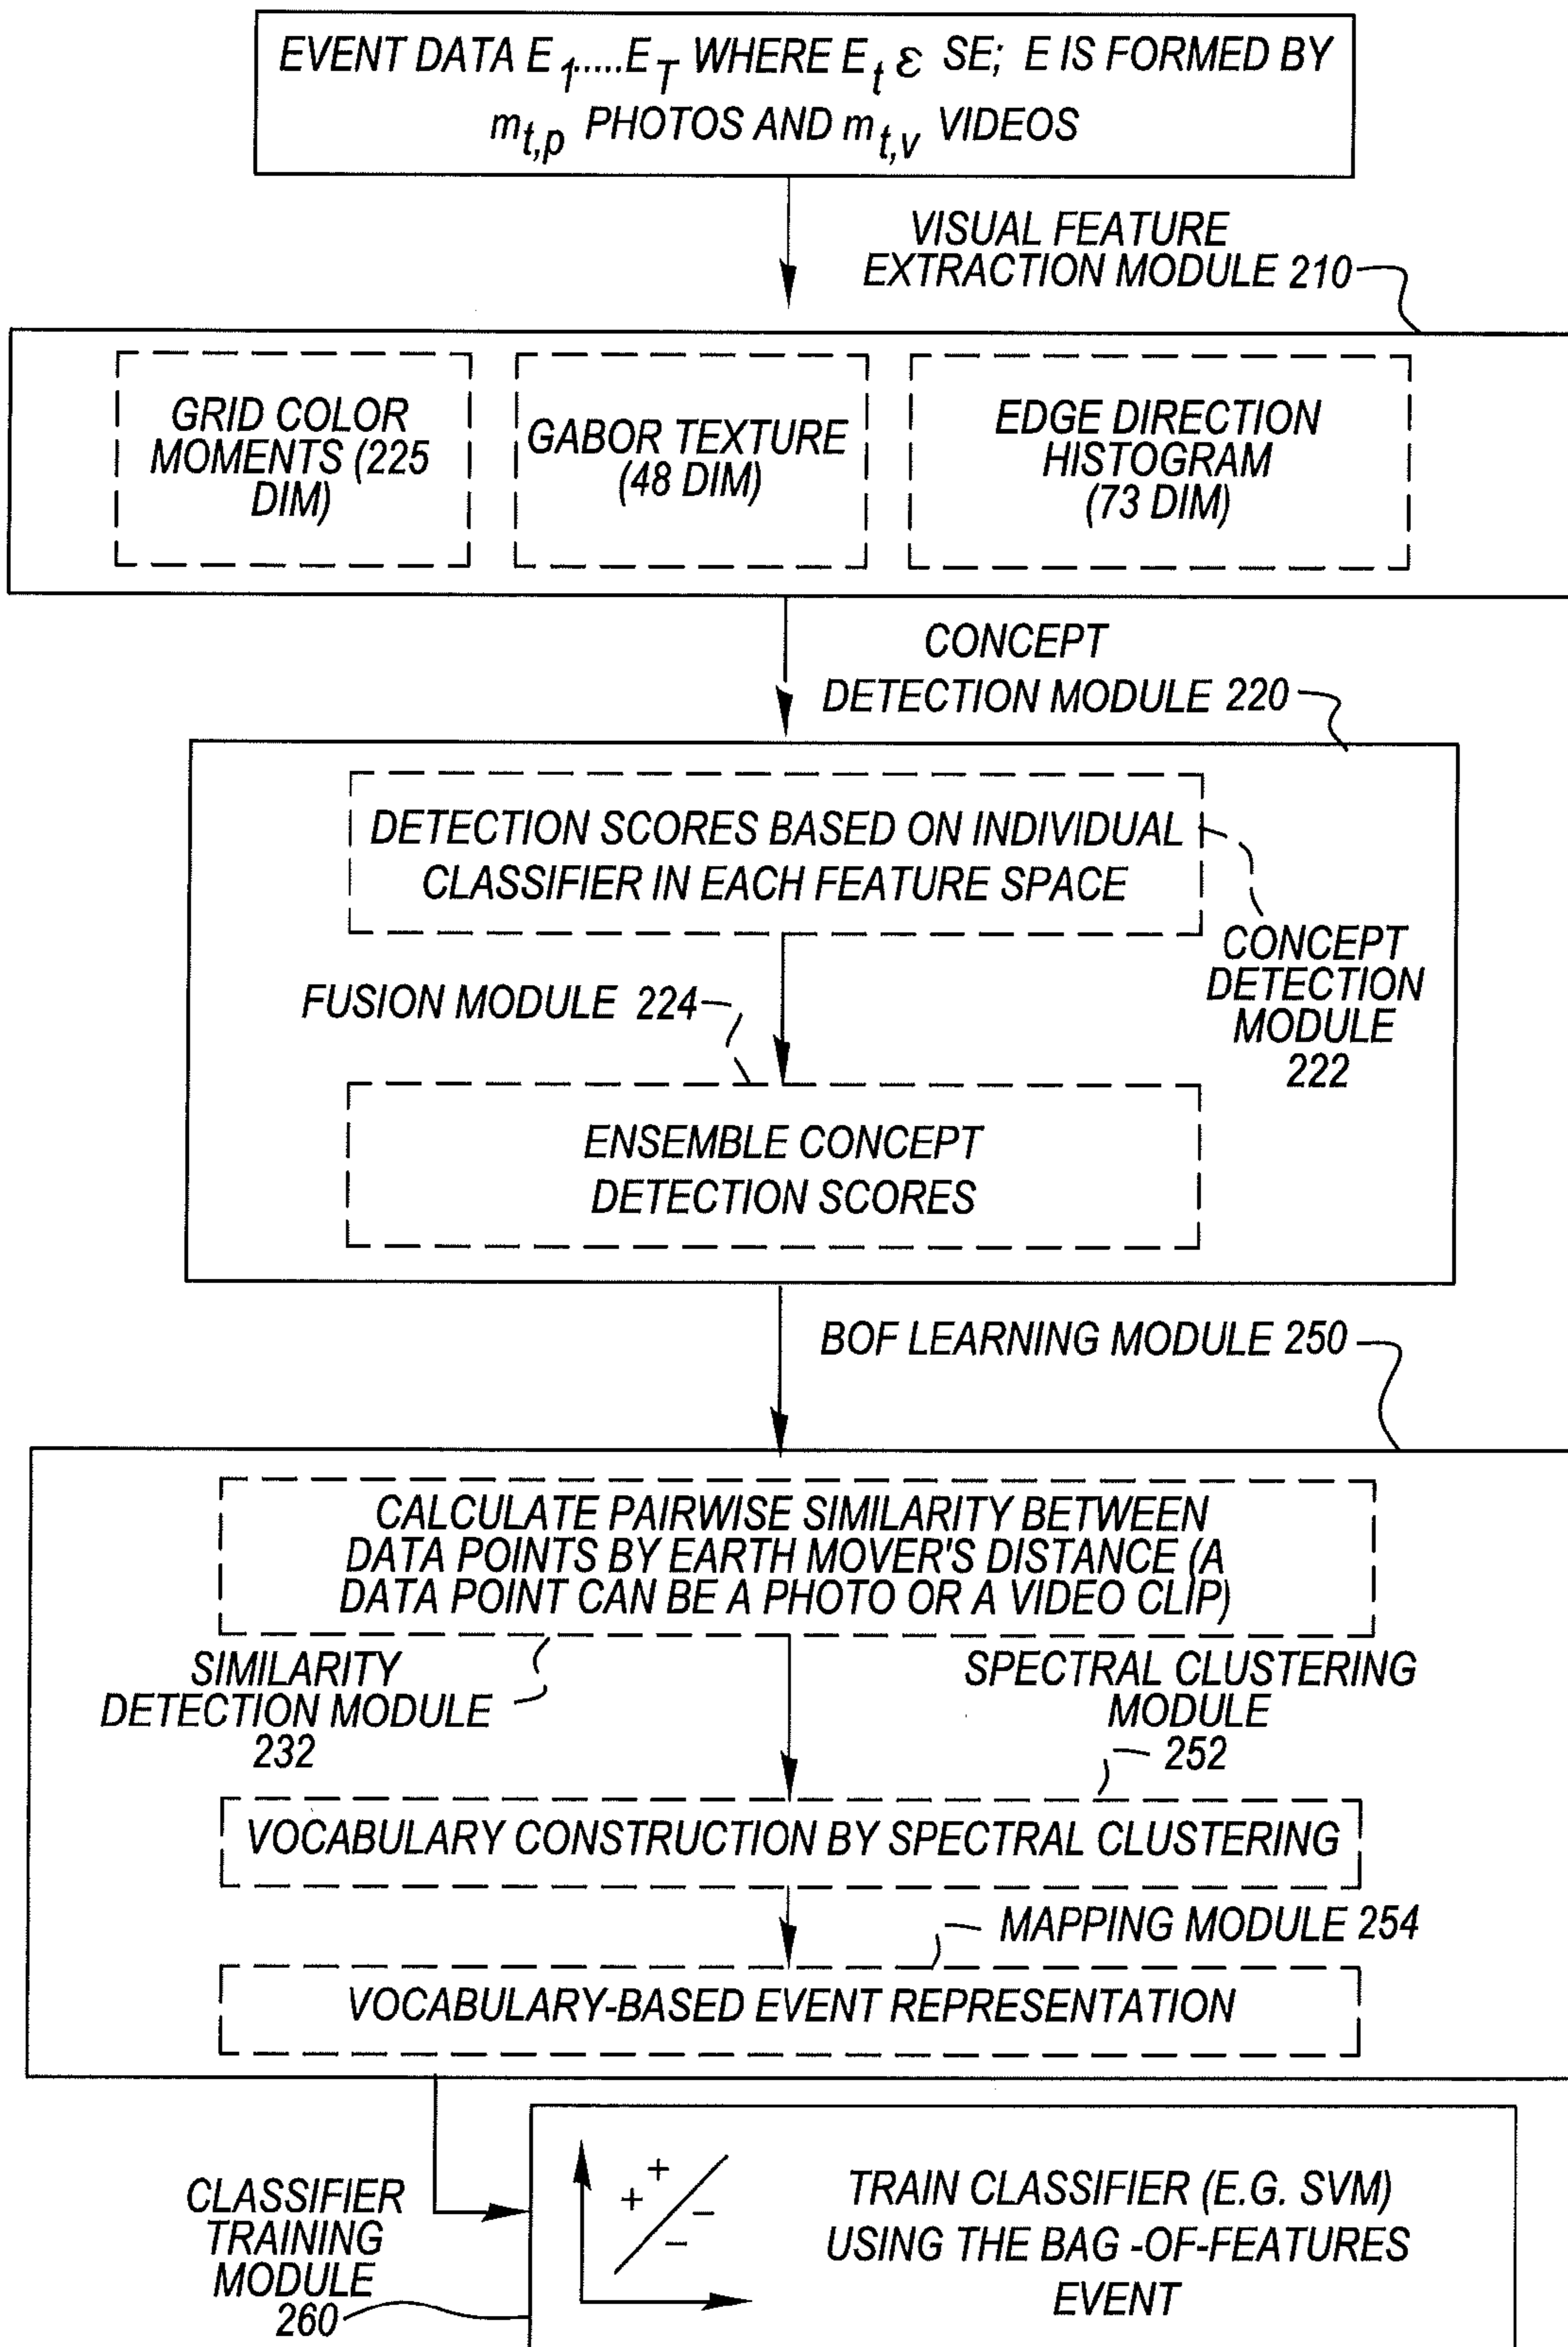 EVENT DATA E1.....ET WHERE Et ε SE; E IS FORMED BY
mt,p PHOTOS AND mt,v VIDEOS
VISUAL FEATURE
EXTRACTION MODULE 210
GRID COLOR
MOMENTS (225
DIM)
GABOR TEXTURE
(48 DIM)
EDGE DIRECTION
HISTOGRAM
(73 DIM)
CONCEPT
DETECTION MODULE 220
DETECTION SCORES BASED ON INDIVIDUAL
CLASSIFIER IN EACH FEATURE SPACE
CONCEPT
DETECTION
MODULE
222
FUSION MODULE 224
ENSEMBLE CONCEPT
DETECTION SCORES
BOF LEARNING MODULE 250
CALCULATE PAIRWISE SIMILARITY BETWEEN
DATA POINTS BY EARTH MOVER'S DISTANCE (A
DATA POINT CAN BE A PHOTO OR A VIDEO CLIP)
SIMILARITY
DETECTION MODULE
232
SPECTRAL CLUSTERING
MODULE
252
VOCABULARY CONSTRUCTION BY SPECTRAL CLUSTERING
MAPPING MODULE 254
VOCABULARY-BASED EVENT REPRESENTATION
CLASSIFIER
TRAINING
MODULE
260
+ +
− −
TRAIN CLASSIFIER (E.G. SVM)
USING THE BAG -OF-FEATURES
EVENT